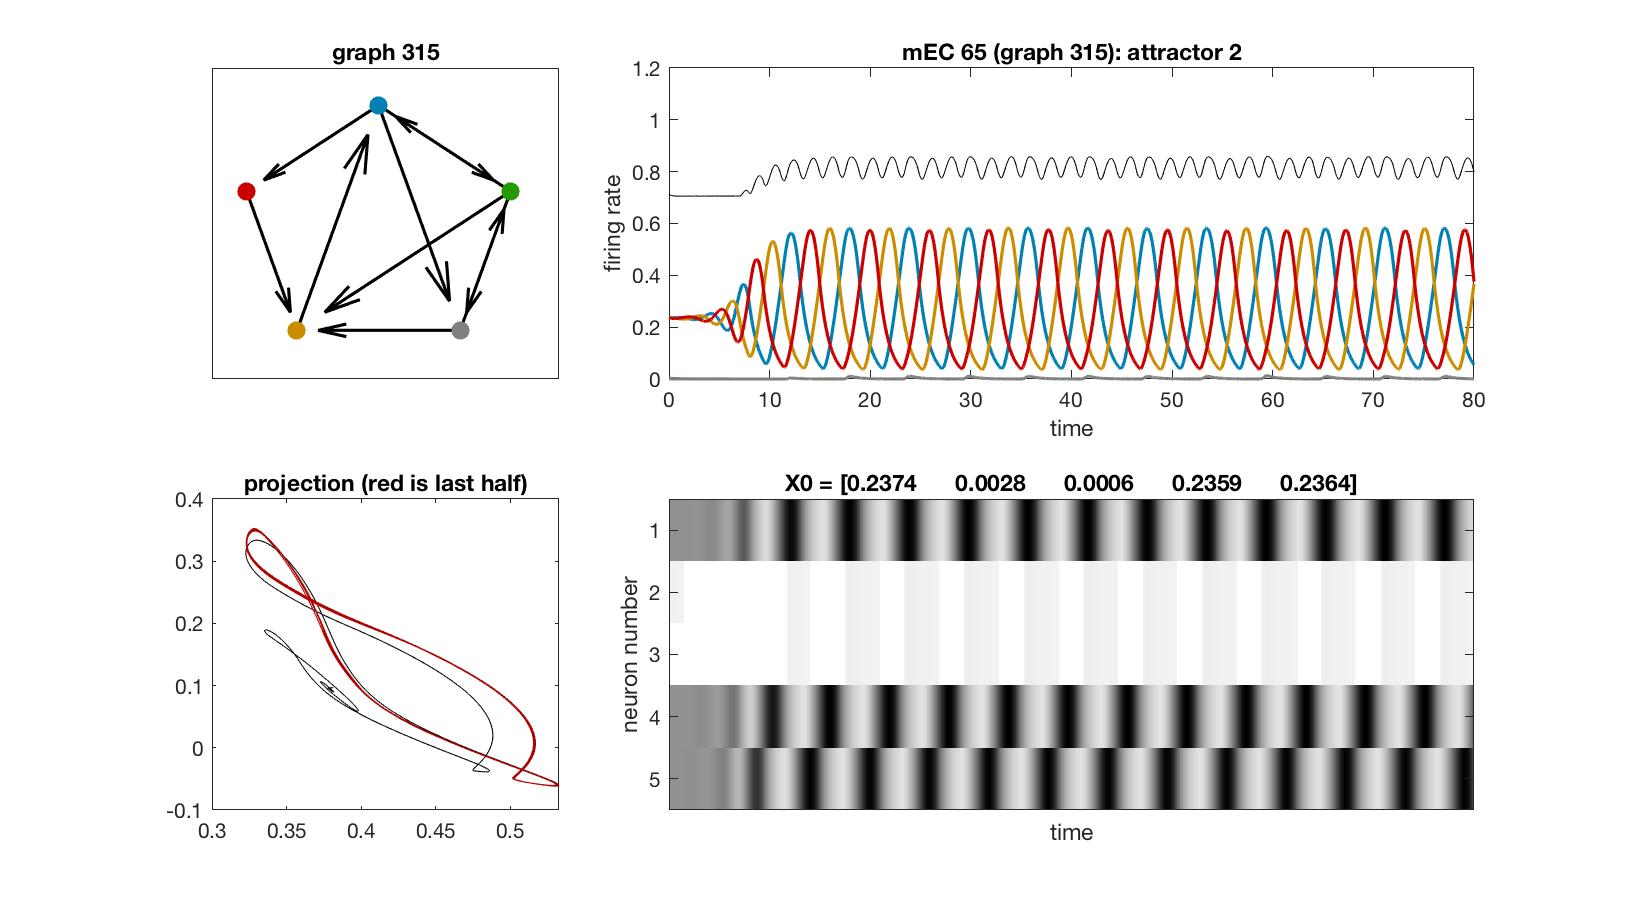 graph 315
mEC 65 (graph 315): attractor 2
1.2
1
0.8
0.6
0.4
0.2
0
firing rate
0 10 20 30 40 50 60 70 80
time
projection (red is last half)
0.4
0.3
0.2
0.1
0
-0.1
0.3 0.35 0.4 0.45 0.5
X0 = [0.2374 0.0028 0.0006 0.2359 0.2364]
1
2
3
4
5
neuron number
time